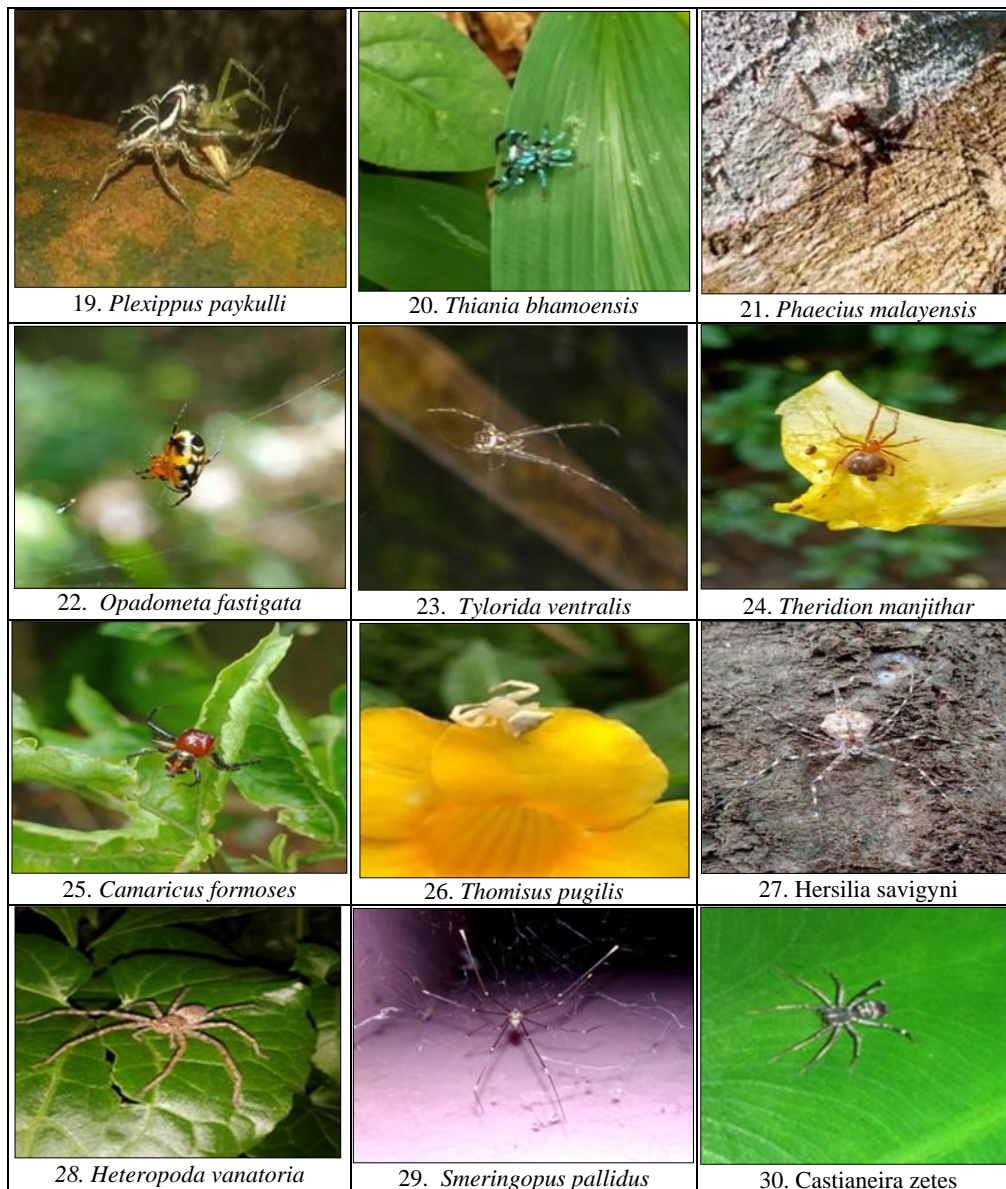 19. Plexippus paykulli
20. Thiania bhamoensis
21. Phaecius malayensis
22. Opadometa fastigata
23. Tylorida ventralis
24. Theridion manjithar
25. Camaricus formoses
26. Thomisus pugilis
27. Hersilia savigyni
28. Heteropoda vanatoria
29. Smeringopus pallidus
30. Castianeira zetes